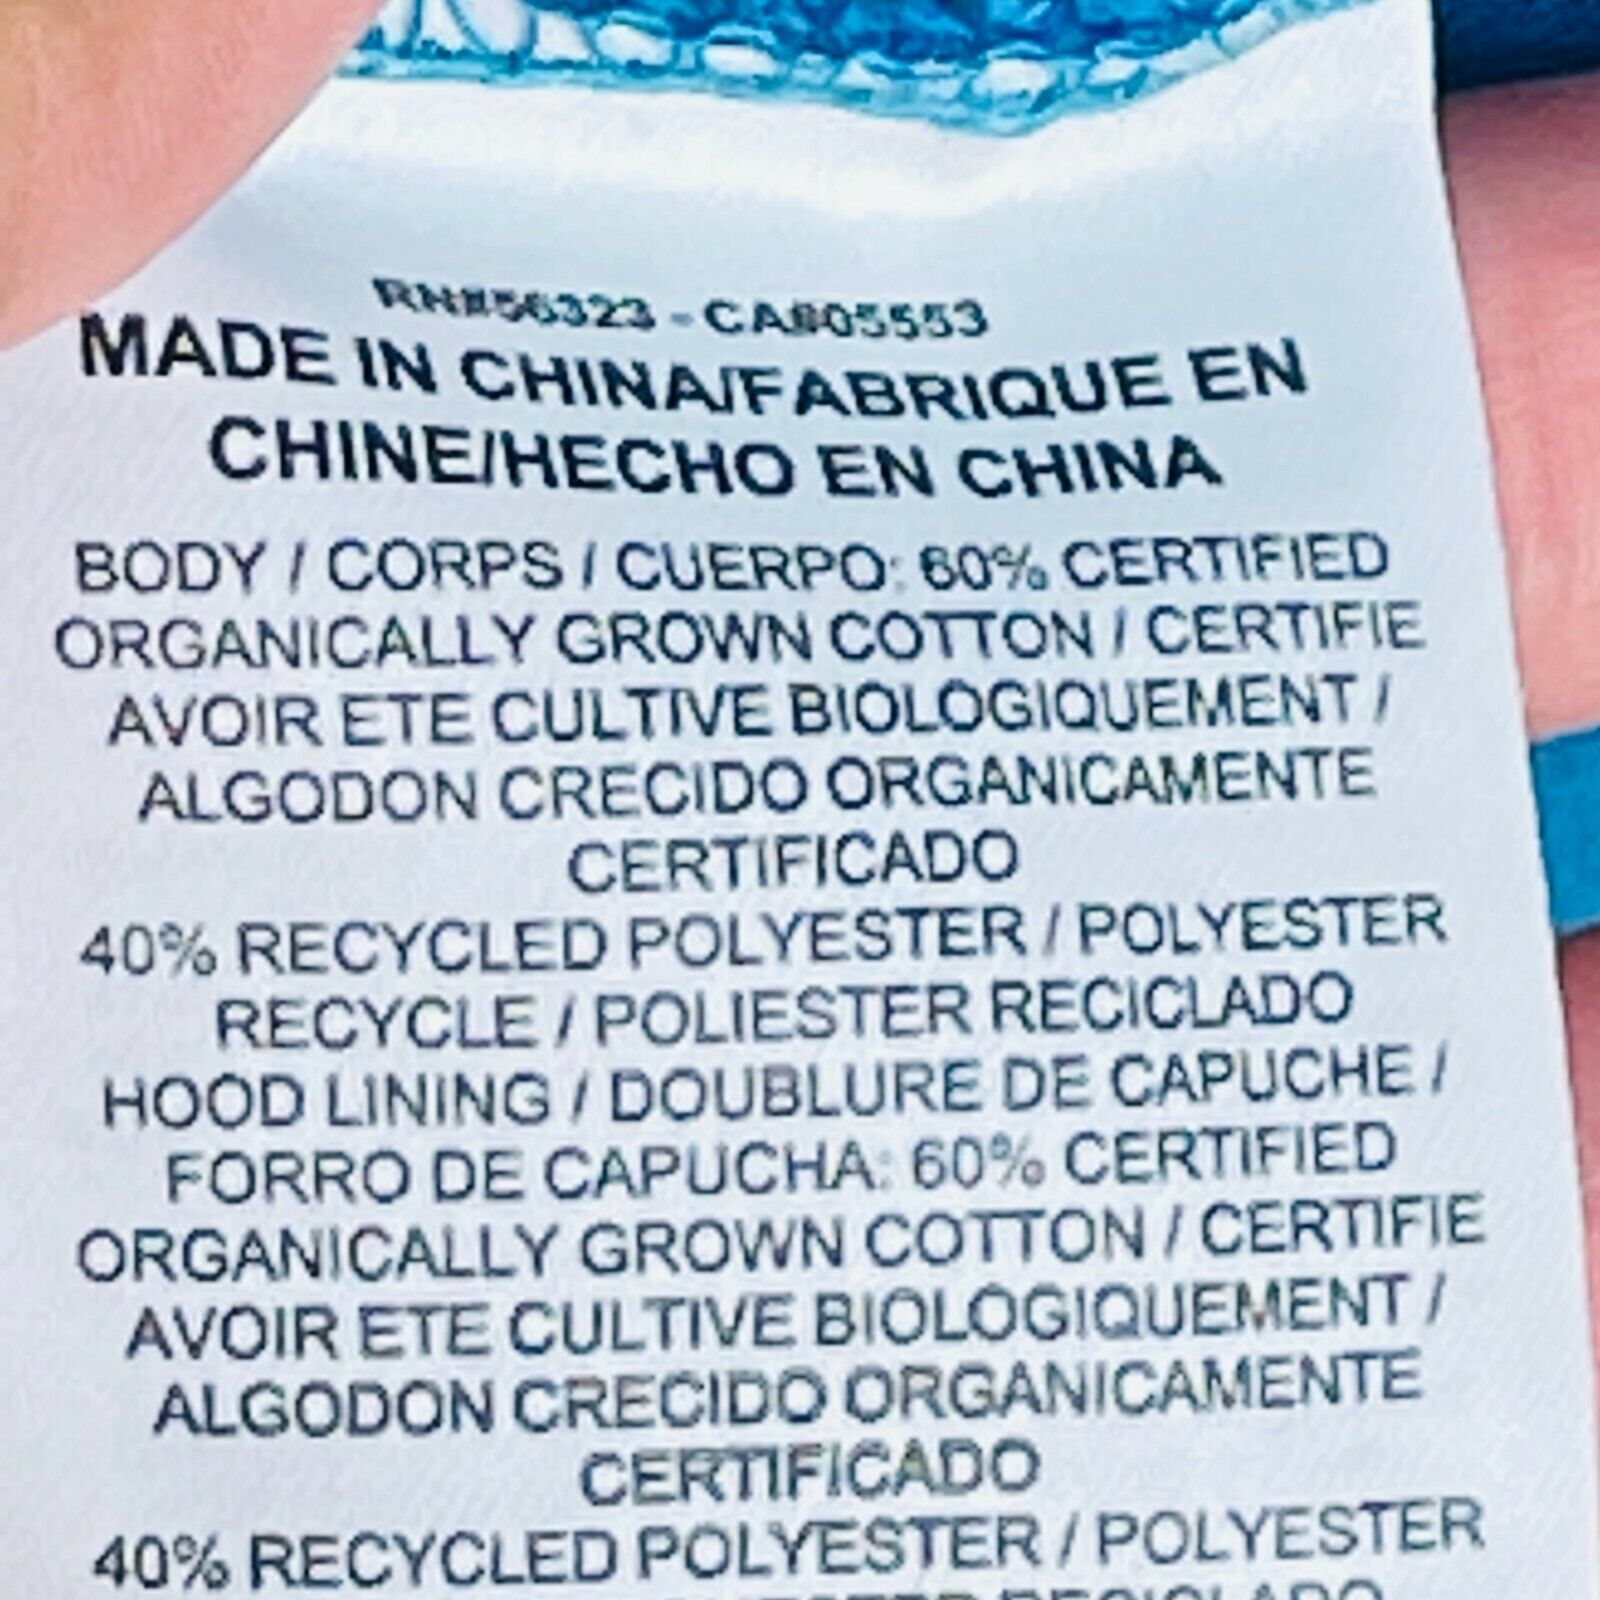 RN#56323 - CA#05553
MADE IN CHINA/FABRIQUE EN
CHINE/HECHO EN CHINA
BODY / CORPS / CUERPO: 60% CERTIFIED
ORGANICALLY GROWN COTTON / CERTIFIE
AVOIR ETE CULTIVE BIOLOGIQUEMENT /
ALGODON CRECIDO ORGANICAMENTE
CERTIFICADO
40% RECYCLED POLYESTER / POLYESTER
RECYCLE / POLIESTER RECICLADO
HOOD LINING / DOUBLURE DE CAPUCHE /
FORRO DE CAPUCHA: 60% CERTIFIED
ORGANICALLY GROWN COTTON / CERTIFIE
AVOIR ETE CULTIVE BIOLOGIQUEMENT /
ALGODON CRECIDO ORGANICAMENTE
CERTIFICADO
40% RECYCLED POLYESTER / POLYESTER
RECICLADO